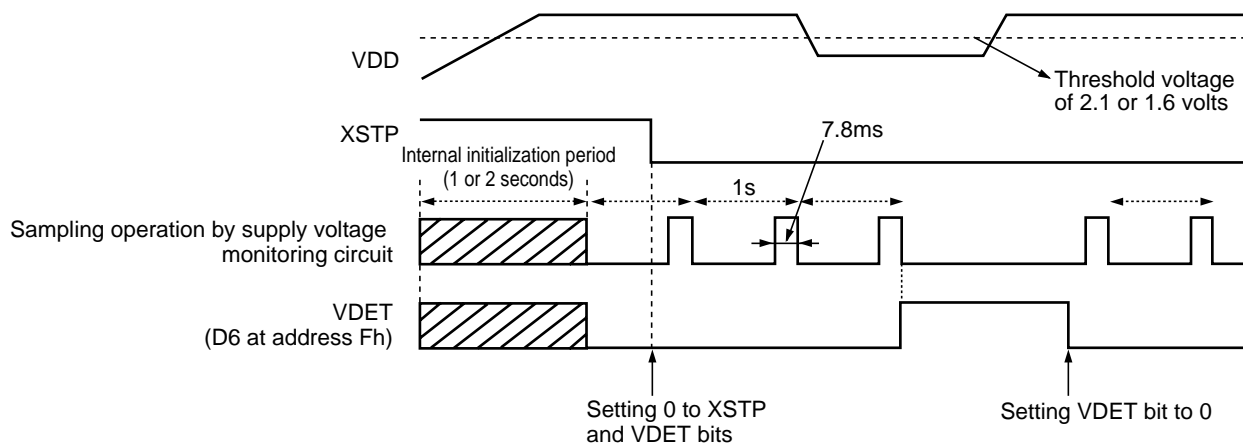 VDD
Threshold voltage
of 2.1 or 1.6 volts
XSTP
7.8ms
Internal initialization period
(1 or 2 seconds)
1s
Sampling operation by supply voltage
monitoring circuit
VDET
(D6 at address Fh)
Setting 0 to XSTP
and VDET bits
Setting VDET bit to 0